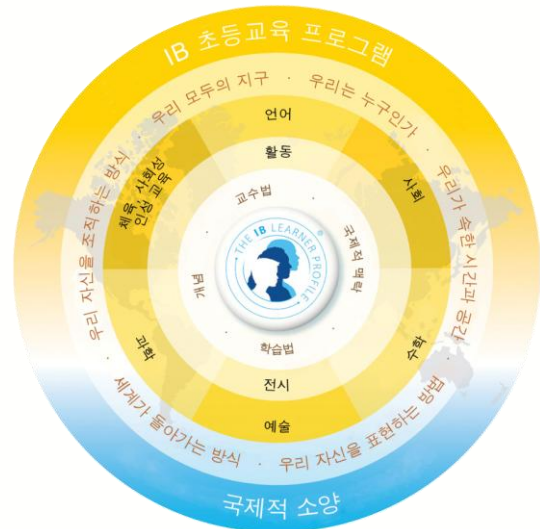 IB 초등교육 프로그램
우리 모두의 지구 · 우리는 누구인가 · 우리가 속한 시간과 공간 · 우리 자신을 표현하는 방법 · 세계가 돌아가는 방식 · 우리 자신을 조직하는 방식 ·
언어
사회
수학
예술
과학
체육, 사회성
인성 교육
활동
전시
교수법 · 국제적 맥락 · 학습법 · 개념 ·
THE IB LEARNER PROFILE ®
국제적 소양